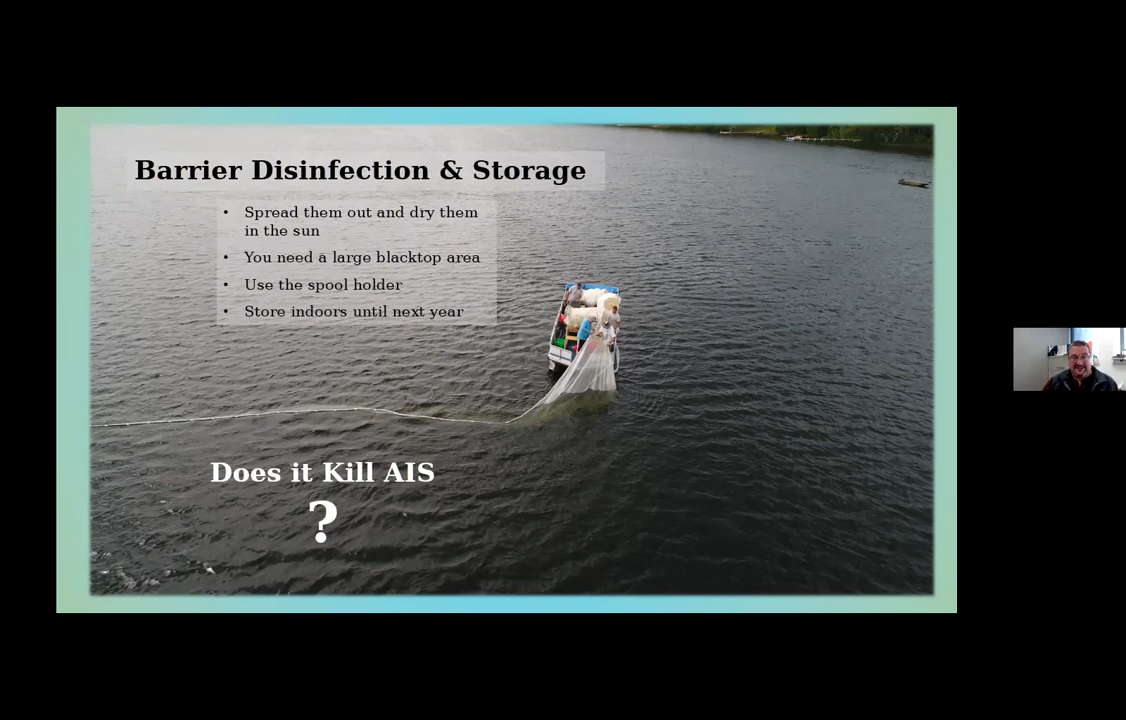 Barrier Disinfection & Storage
• Spread them out and dry them
in the sun
• You need a large blacktop area
• Use the spool holder
• Store indoors until next year
Does it Kill AIS
?